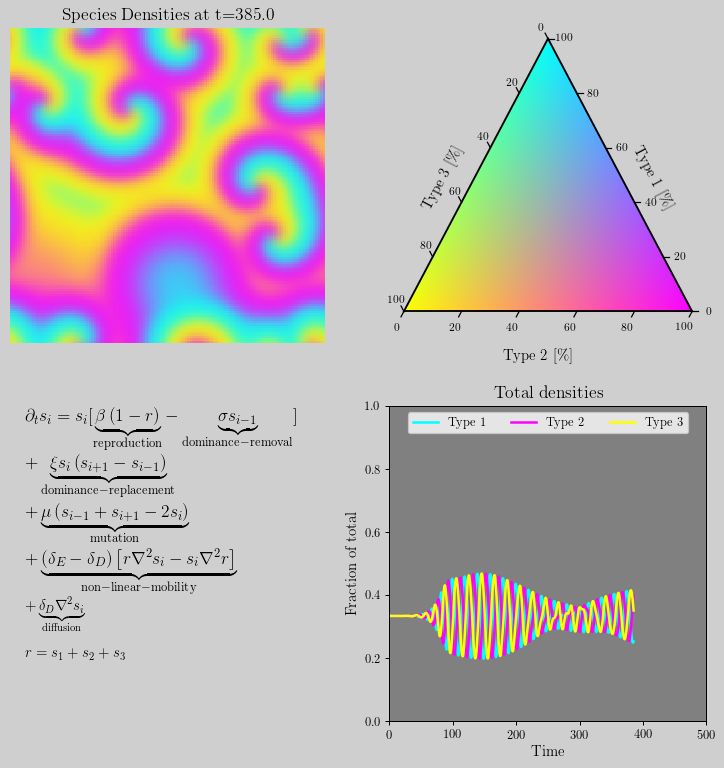 Species Densities at t=385.0
0
100
20
80
40
60
Type 3 [%]
Type 1 [%]
60
40
80
20
100
0
0
20
40
60
80
100
Type 2 [%]
∂ₜsᵢ = sᵢ[β (1 − r) − σsᵢ₋₁ ]
reproduction dominance−removal
+ ξsᵢ (sᵢ₊₁ − sᵢ₋₁)
dominance−replacement
+ μ (sᵢ₋₁ + sᵢ₊₁ − 2sᵢ)
mutation
+ (δ_E − δ_D) [r∇²sᵢ − sᵢ∇²r]
non−linear−mobility
+ δ_D∇²sᵢ
diffusion
r = s₁ + s₂ + s₃
Total densities
Type 1 Type 2 Type 3
1.0
0.8
0.6
0.4
0.2
0.0
Fraction of total
0 100 200 300 400 500
Time